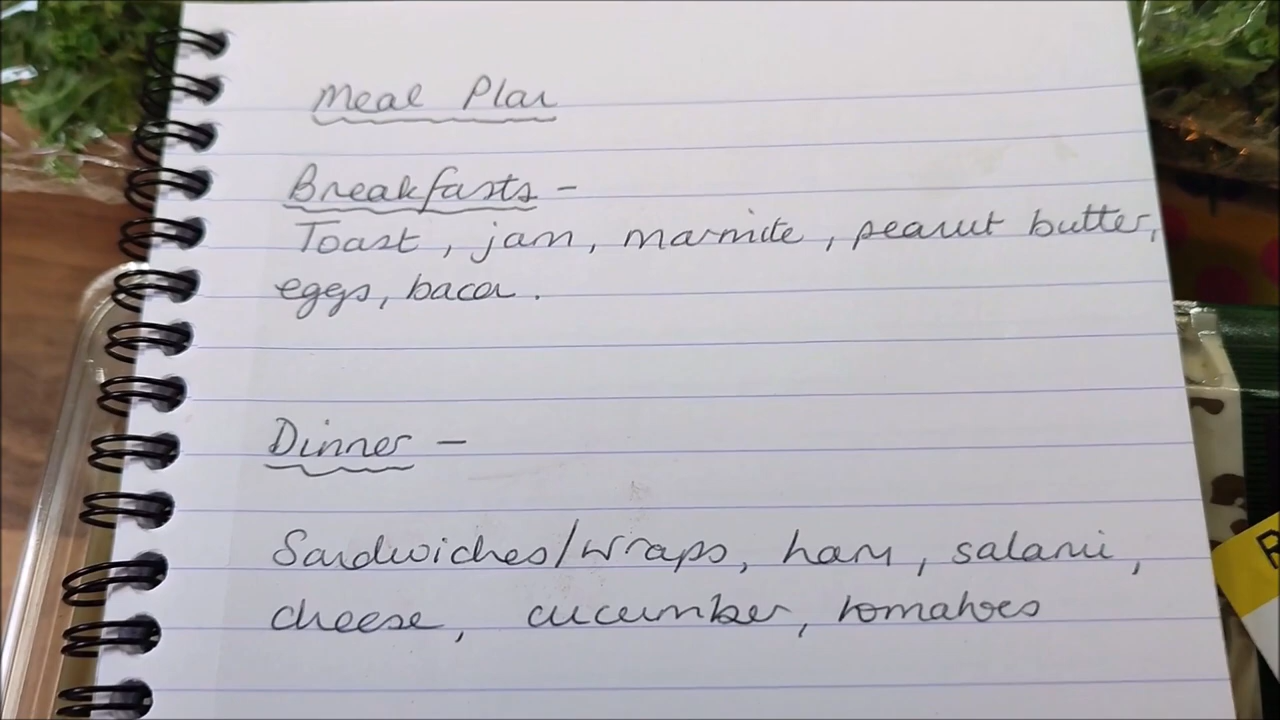 Meal Plan
Breakfasts -
Toast, jam, marmite, peanut butter,
eggs, bacon.
Dinner -
Sandwiches/wraps, ham, salami,
cheese, cucumber, tomatoes